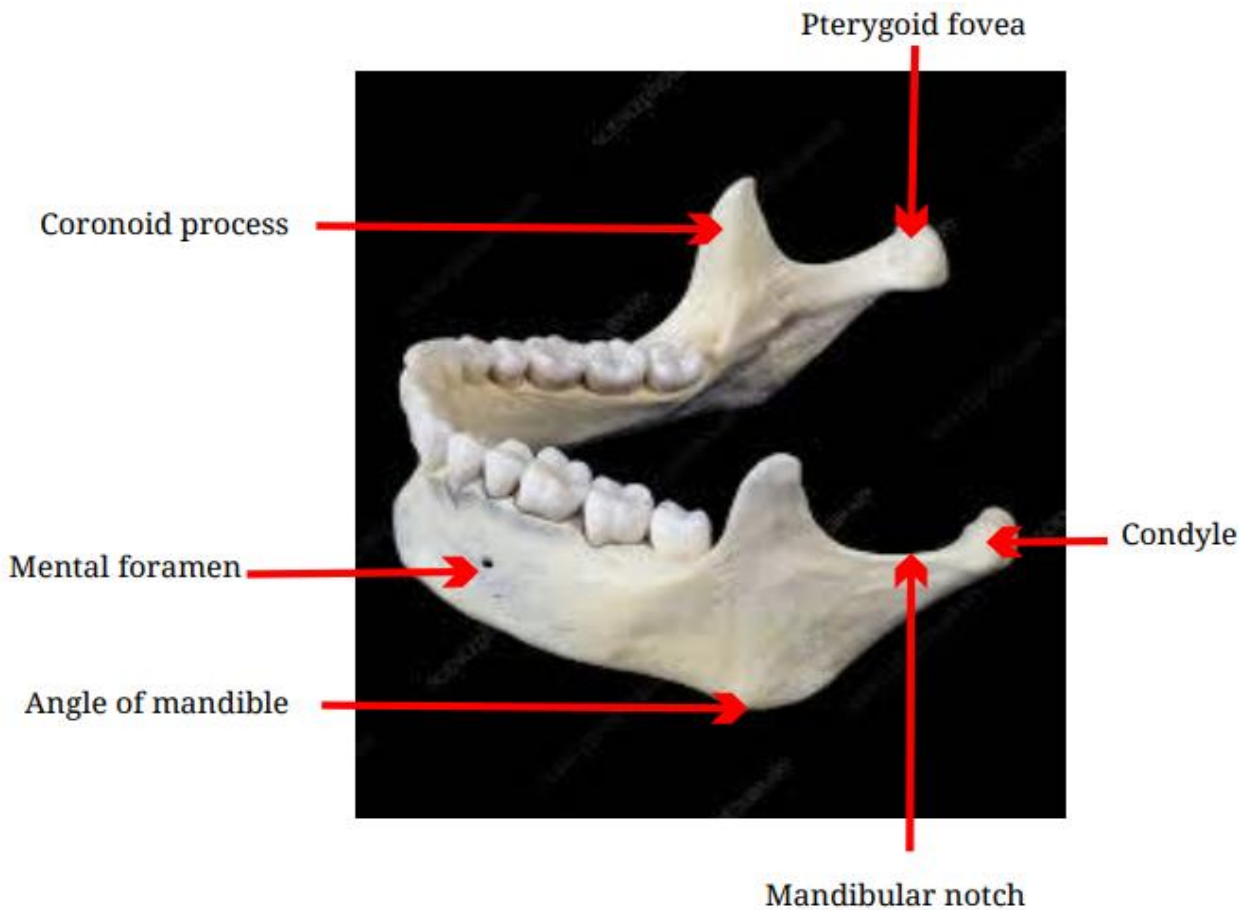 Pterygoid fovea
Coronoid process
Condyle
Mental foramen
Angle of mandible
Mandibular notch